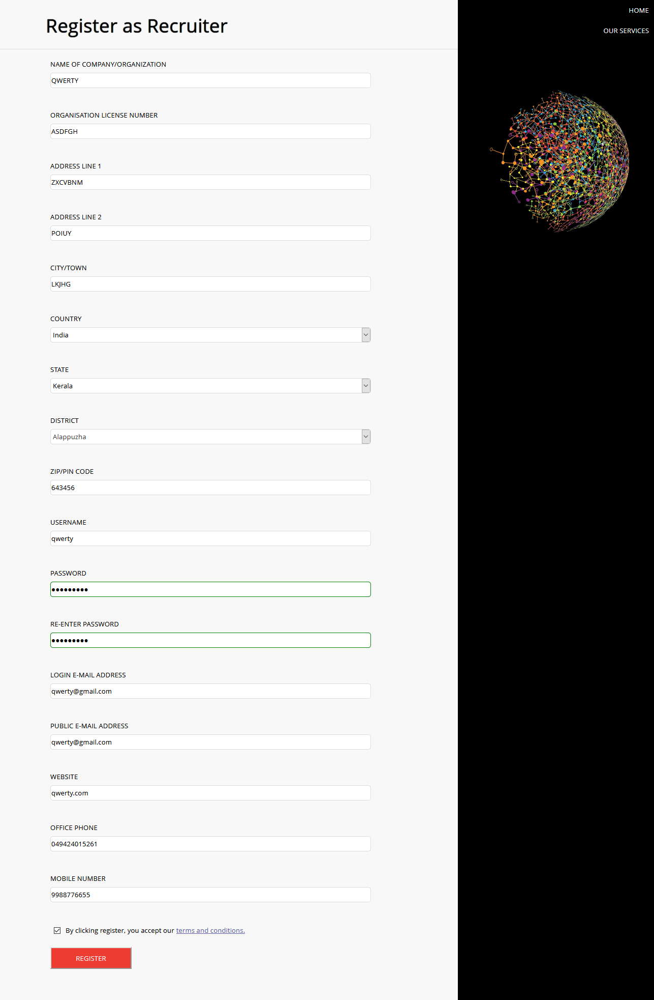 Register as Recruiter
HOME
OUR SERVICES
NAME OF COMPANY/ORGANIZATION
QWERTY
ORGANISATION LICENSE NUMBER
ASDFGH
ADDRESS LINE 1
ZXCVBNM
ADDRESS LINE 2
POIUY
CITY/TOWN
LKJHG
COUNTRY
India
STATE
Kerala
DISTRICT
Alappuzha
ZIP/PIN CODE
643456
USERNAME
qwerty
PASSWORD
•••••••••
RE-ENTER PASSWORD
•••••••••
LOGIN E-MAIL ADDRESS
qwerty@gmail.com
PUBLIC E-MAIL ADDRESS
qwerty@gmail.com
WEBSITE
qwerty.com
OFFICE PHONE
049424015261
MOBILE NUMBER
9988776655
By clicking register, you accept our terms and conditions.
REGISTER